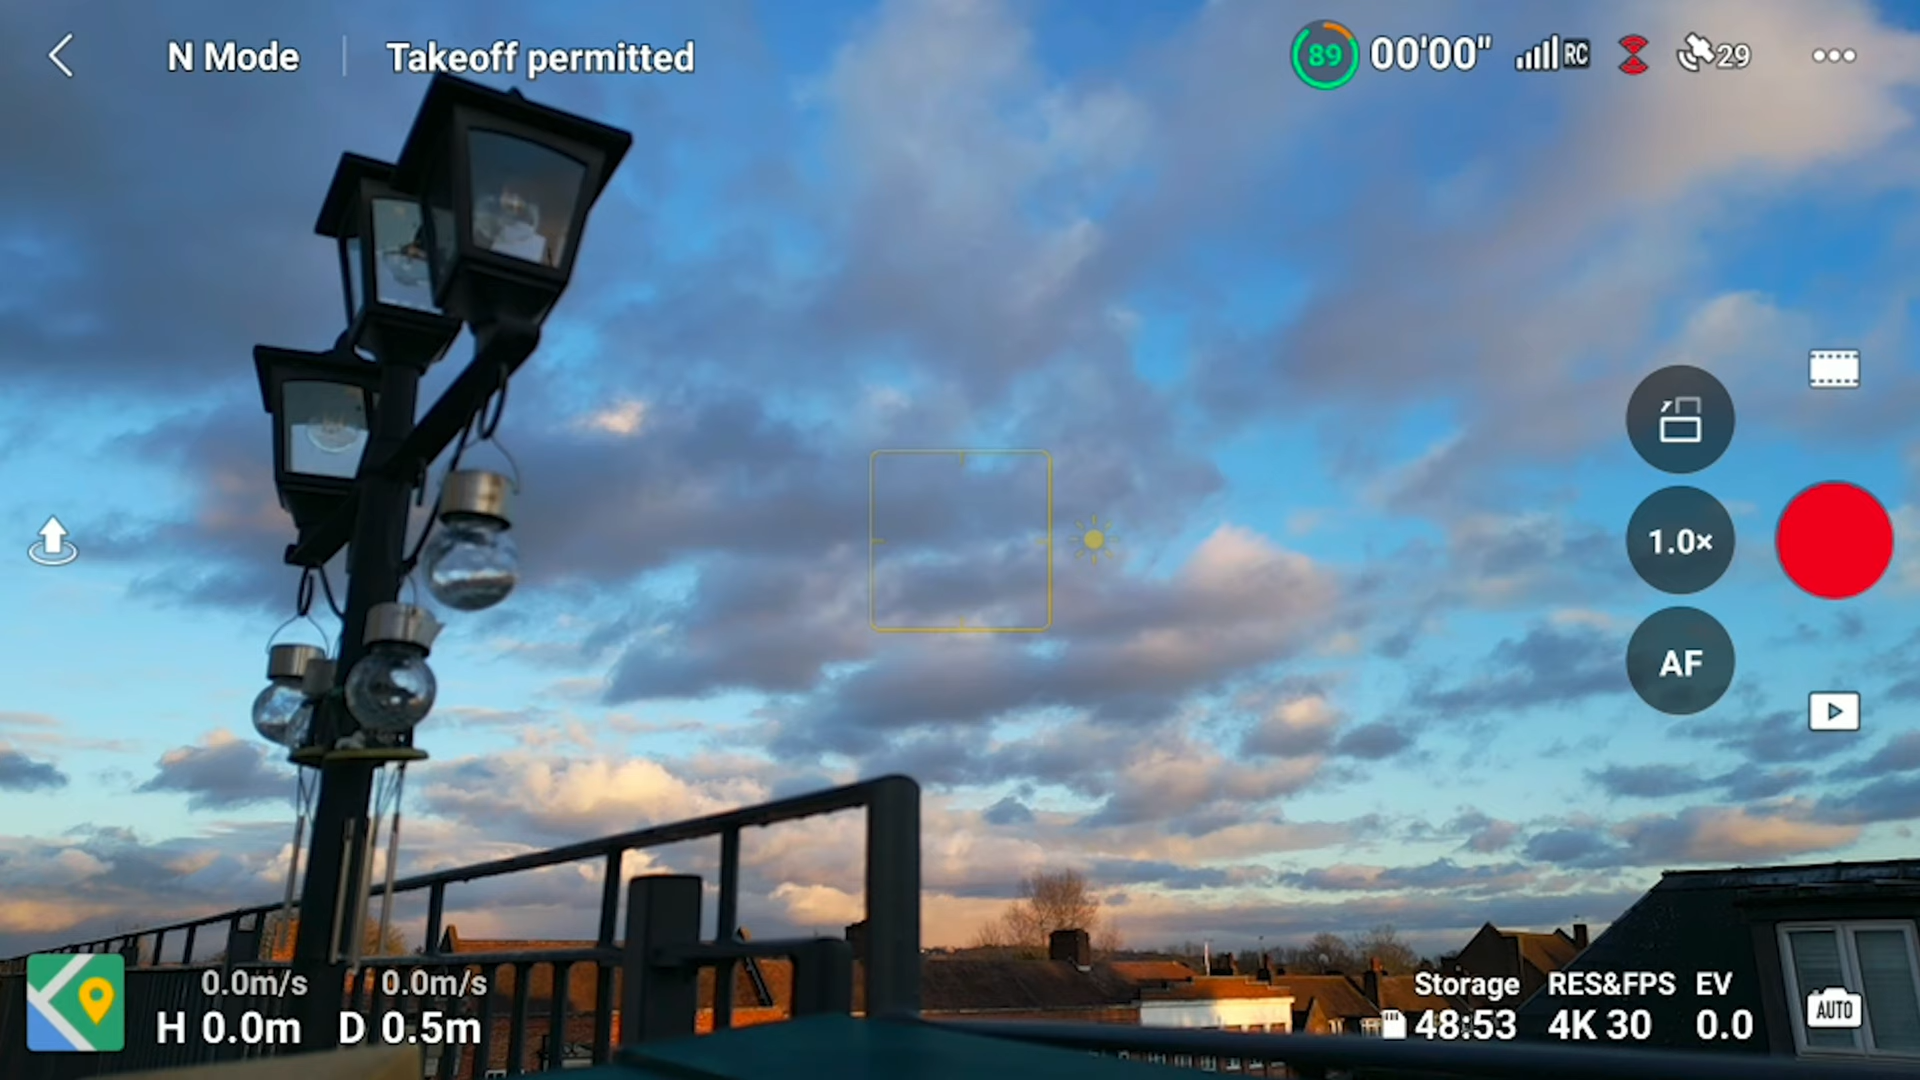 N Mode | Takeoff permitted
89 00'00" RC 29
1.0×
AF
0.0m/s 0.0m/s
H 0.0m D 0.5m
Storage RES&FPS EV
48:53 4K 30 0.0
AUTO